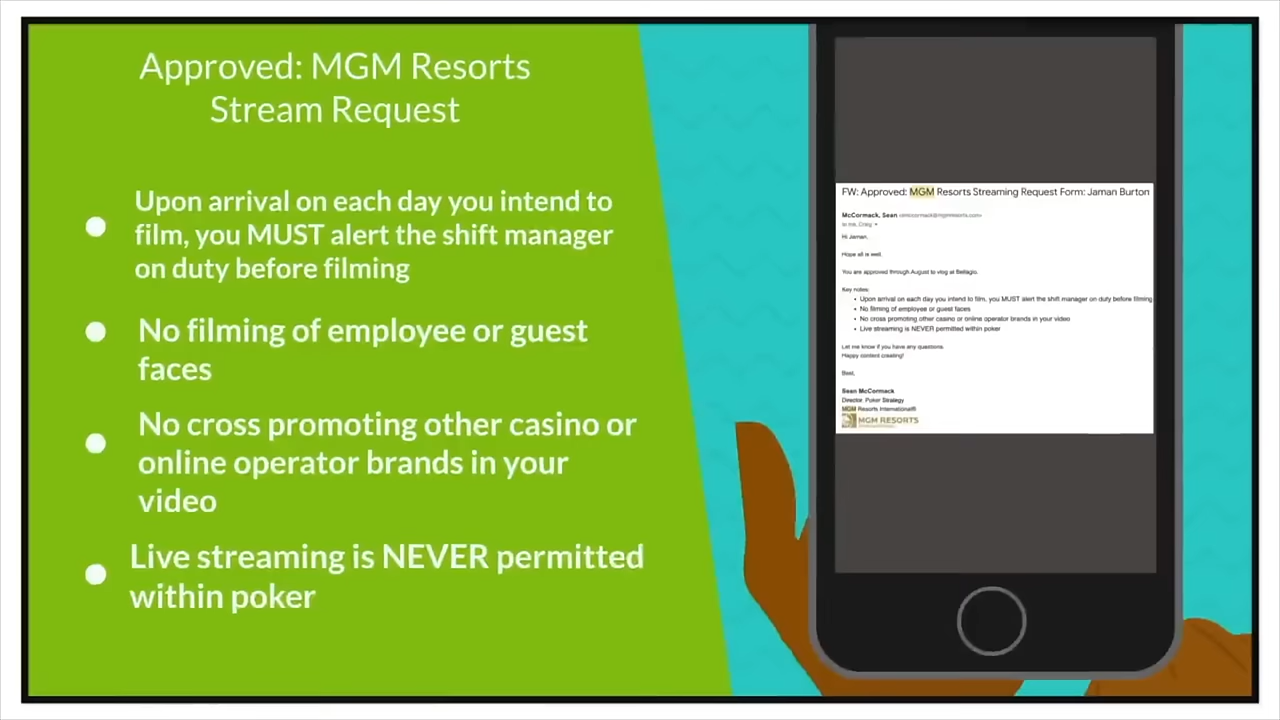 Approved: MGM Resorts
Stream Request
Upon arrival on each day you intend to
film, you MUST alert the shift manager
on duty before filming
No filming of employee or guest
faces
No cross promoting other casino or
online operator brands in your
video
Live streaming is NEVER permitted
within poker
FW: Approved: MGM Resorts Streaming Request Form: Jaman Burton
McCormack, Sean <smccormack@mgmresorts.com>
to me, Craig
Hi Jaman,
Hope all is well.
You are approved through August to vlog at Bellagio.
Key notes:
• Upon arrival on each day you intend to film, you MUST alert the shift manager on duty before filming
• No filming of employee or guest faces
• No cross promoting other casino or online operator brands in your video
• Live streaming is NEVER permitted within poker
Let me know if you have any questions.
Happy content creating!
Best,
Sean McCormack
Director, Poker Strategy
MGM Resorts International®
MGM RESORTS